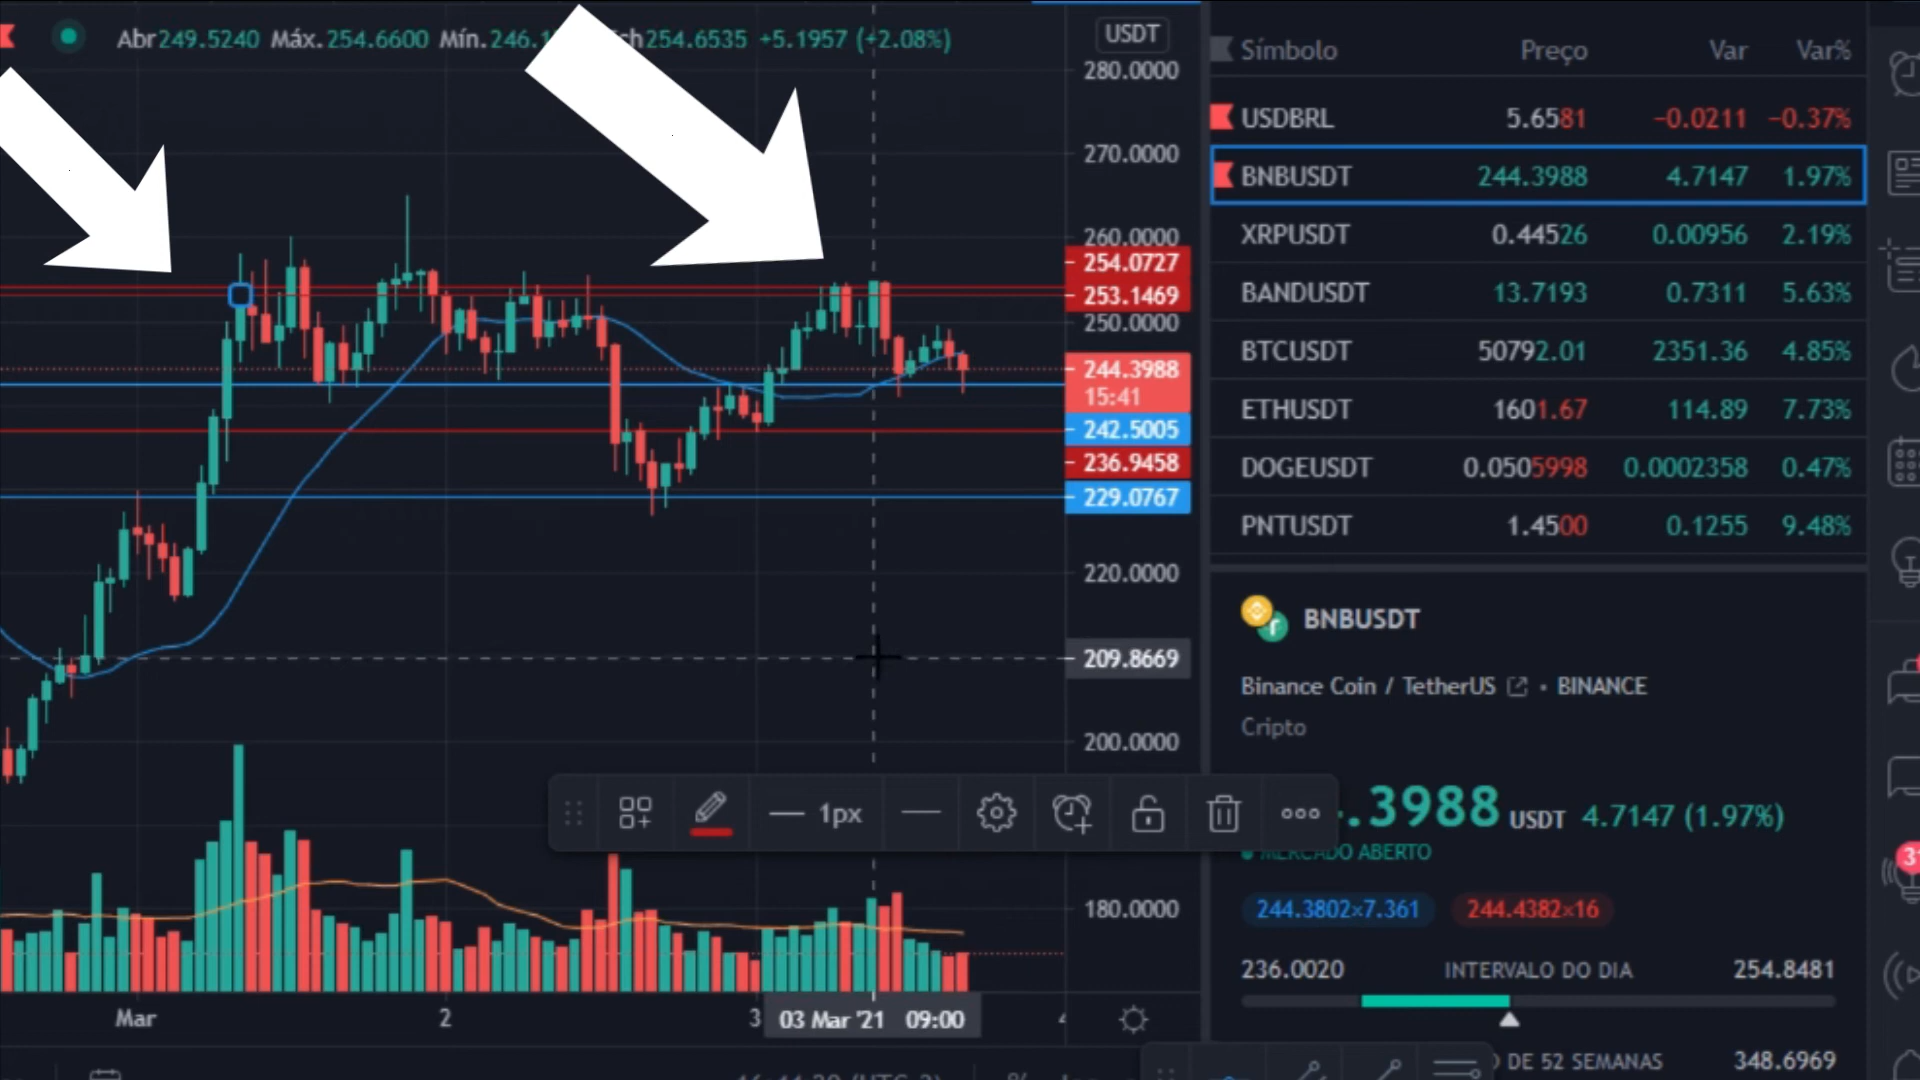 Abr249.5240 Máx.254.6600 Mín.246.1 ch254.6535 +5.1957 (+2.08%)
USDT
280.0000
270.0000
260.0000
254.0727
253.1469
250.0000
244.3988
15:41
242.5005
236.9458
229.0767
220.0000
209.8669
200.0000
180.0000
1px
Mar 2 3 03 Mar '21 09:00
Símbolo Preço Var Var%
USDBRL 5.6581 −0.0211 −0.37%
BNBUSDT 244.3988 4.7147 1.97%
XRPUSDT 0.44526 0.00956 2.19%
BANDUSDT 13.7193 0.7311 5.63%
BTCUSDT 50792.01 2351.36 4.85%
ETHUSDT 1601.67 114.89 7.73%
DOGEUSDT 0.0505998 0.0002358 0.47%
PNTUSDT 1.4500 0.1255 9.48%
BNBUSDT
Binance Coin / TetherUS • BINANCE
Cripto
.3988 USDT 4.7147 (1.97%)
MERCADO ABERTO
244.3802×7.361 244.4382×16
236.0020 INTERVALO DO DIA 254.8481
DE 52 SEMANAS 348.6969